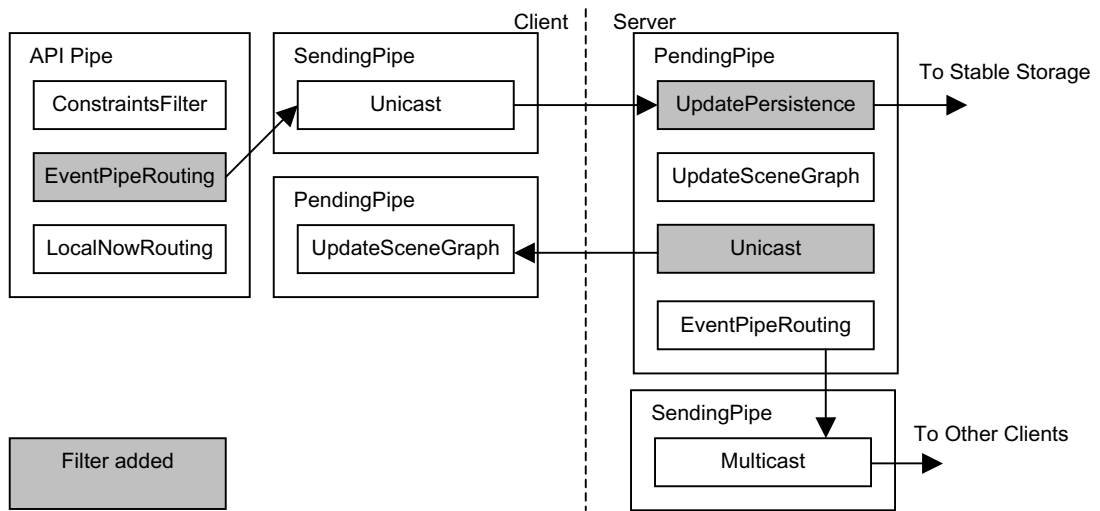 Client
Server
API Pipe
ConstraintsFilter
EventPipeRouting
LocalNowRouting
SendingPipe
Unicast
PendingPipe
UpdateSceneGraph
PendingPipe
UpdatePersistence
UpdateSceneGraph
Unicast
EventPipeRouting
To Stable Storage
SendingPipe
Multicast
To Other Clients
Filter added